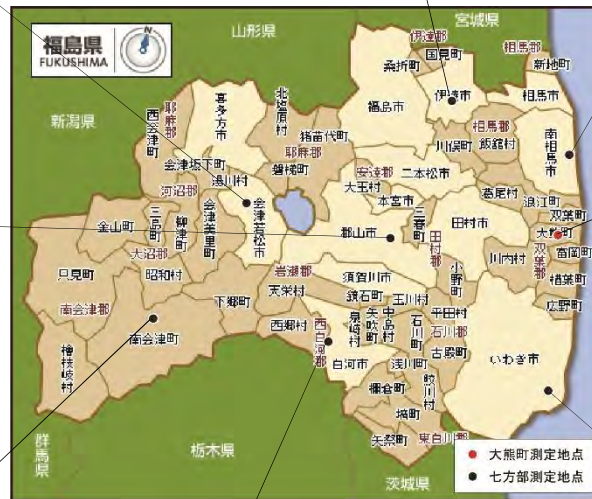 福島県
FUKUSHIMA
N
山形県
宮城県
新潟県
伊達郡
国見町
桑折町
相馬郡
新地町
伊達市
相馬市
福島市
北塩原村
喜多方市
耶麻郡
西会津町
猪苗代町
耶麻郡
磐梯町
会津坂下町
湯川村
河沼郡
相馬郡
川俣町
飯舘村
南相馬市
安達郡
二本松市
大玉村
本宮市
葛尾村
浪江町
双葉町
大熊町
双葉郡
富岡町
楢葉町
広野町
川内村
田村市
三春町
田村郡
小野町
郡山市
会津若松市
会津美里町
柳津町
三島町
金山町
大沼郡
昭和村
只見町
南会津郡
南会津町
檜枝岐村
下郷町
岩瀬郡
天栄村
須賀川市
鏡石町
玉川村
平田村
石川郡
石川町
古殿町
中島村
矢吹町
泉崎村
西白河郡
西郷村
白河市
浅川町
鮫川村
棚倉町
塙町
矢祭町
東白川郡
いわき市
群馬県
栃木県
茨城県
大熊町測定地点
七方部測定地点